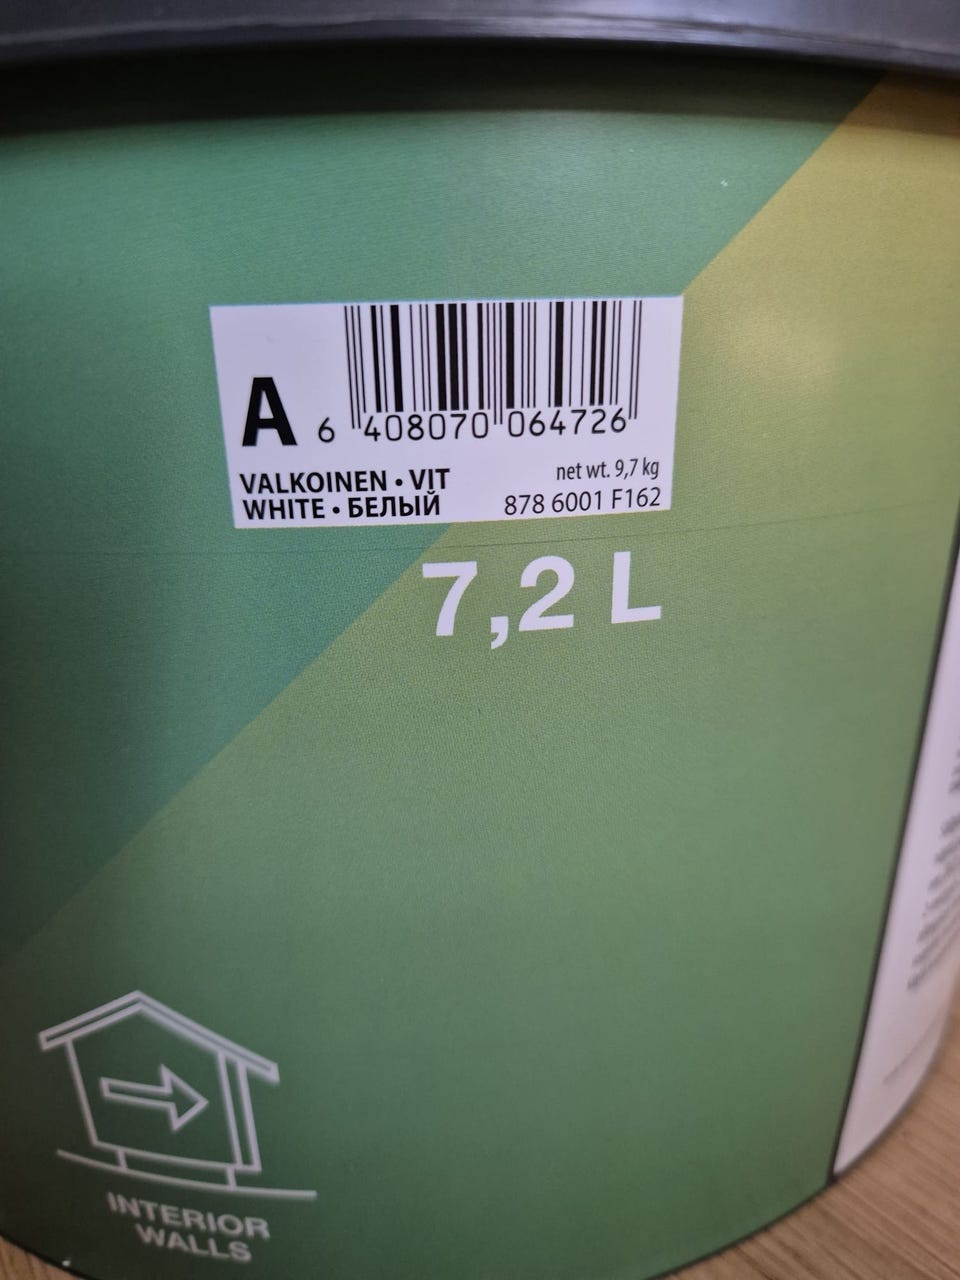 A
6 408070 064726
VALKOINEN • VIT
WHITE • БЕЛЫЙ
net wt. 9,7 kg
878 6001 F162
7,2 L
INTERIOR
WALLS